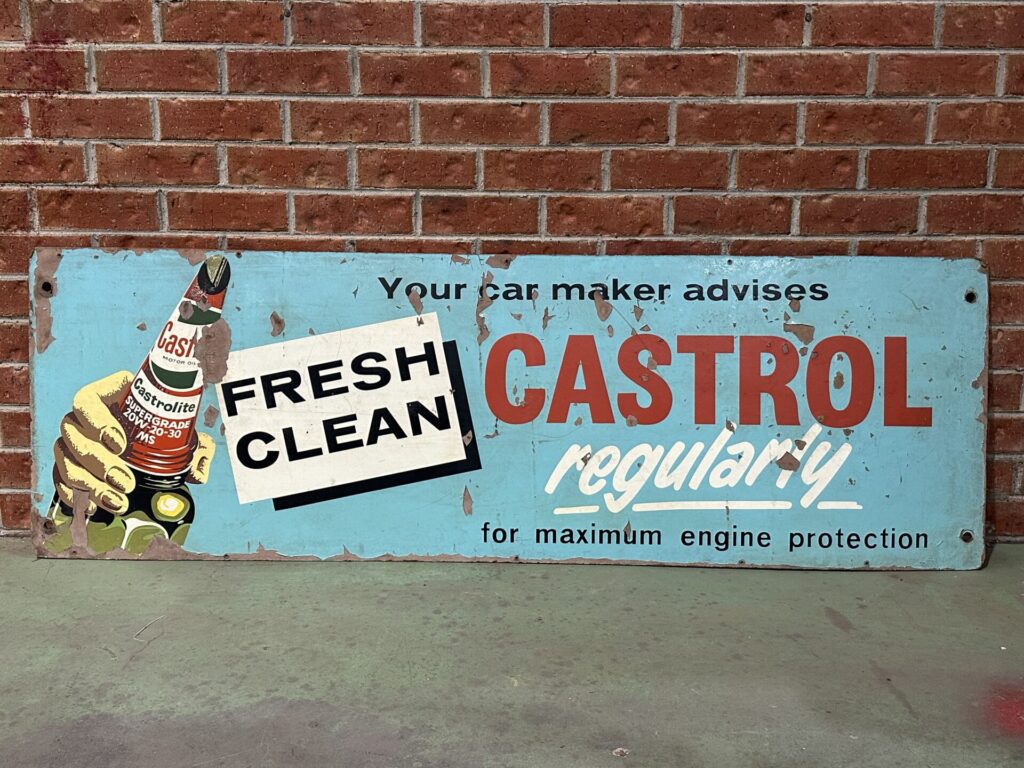 Your car maker advises
FRESH
CLEAN
CASTROL
regularly
for maximum engine protection
MOTOR OIL
Castrolite
SUPERGRADE
20W-20-30
MS